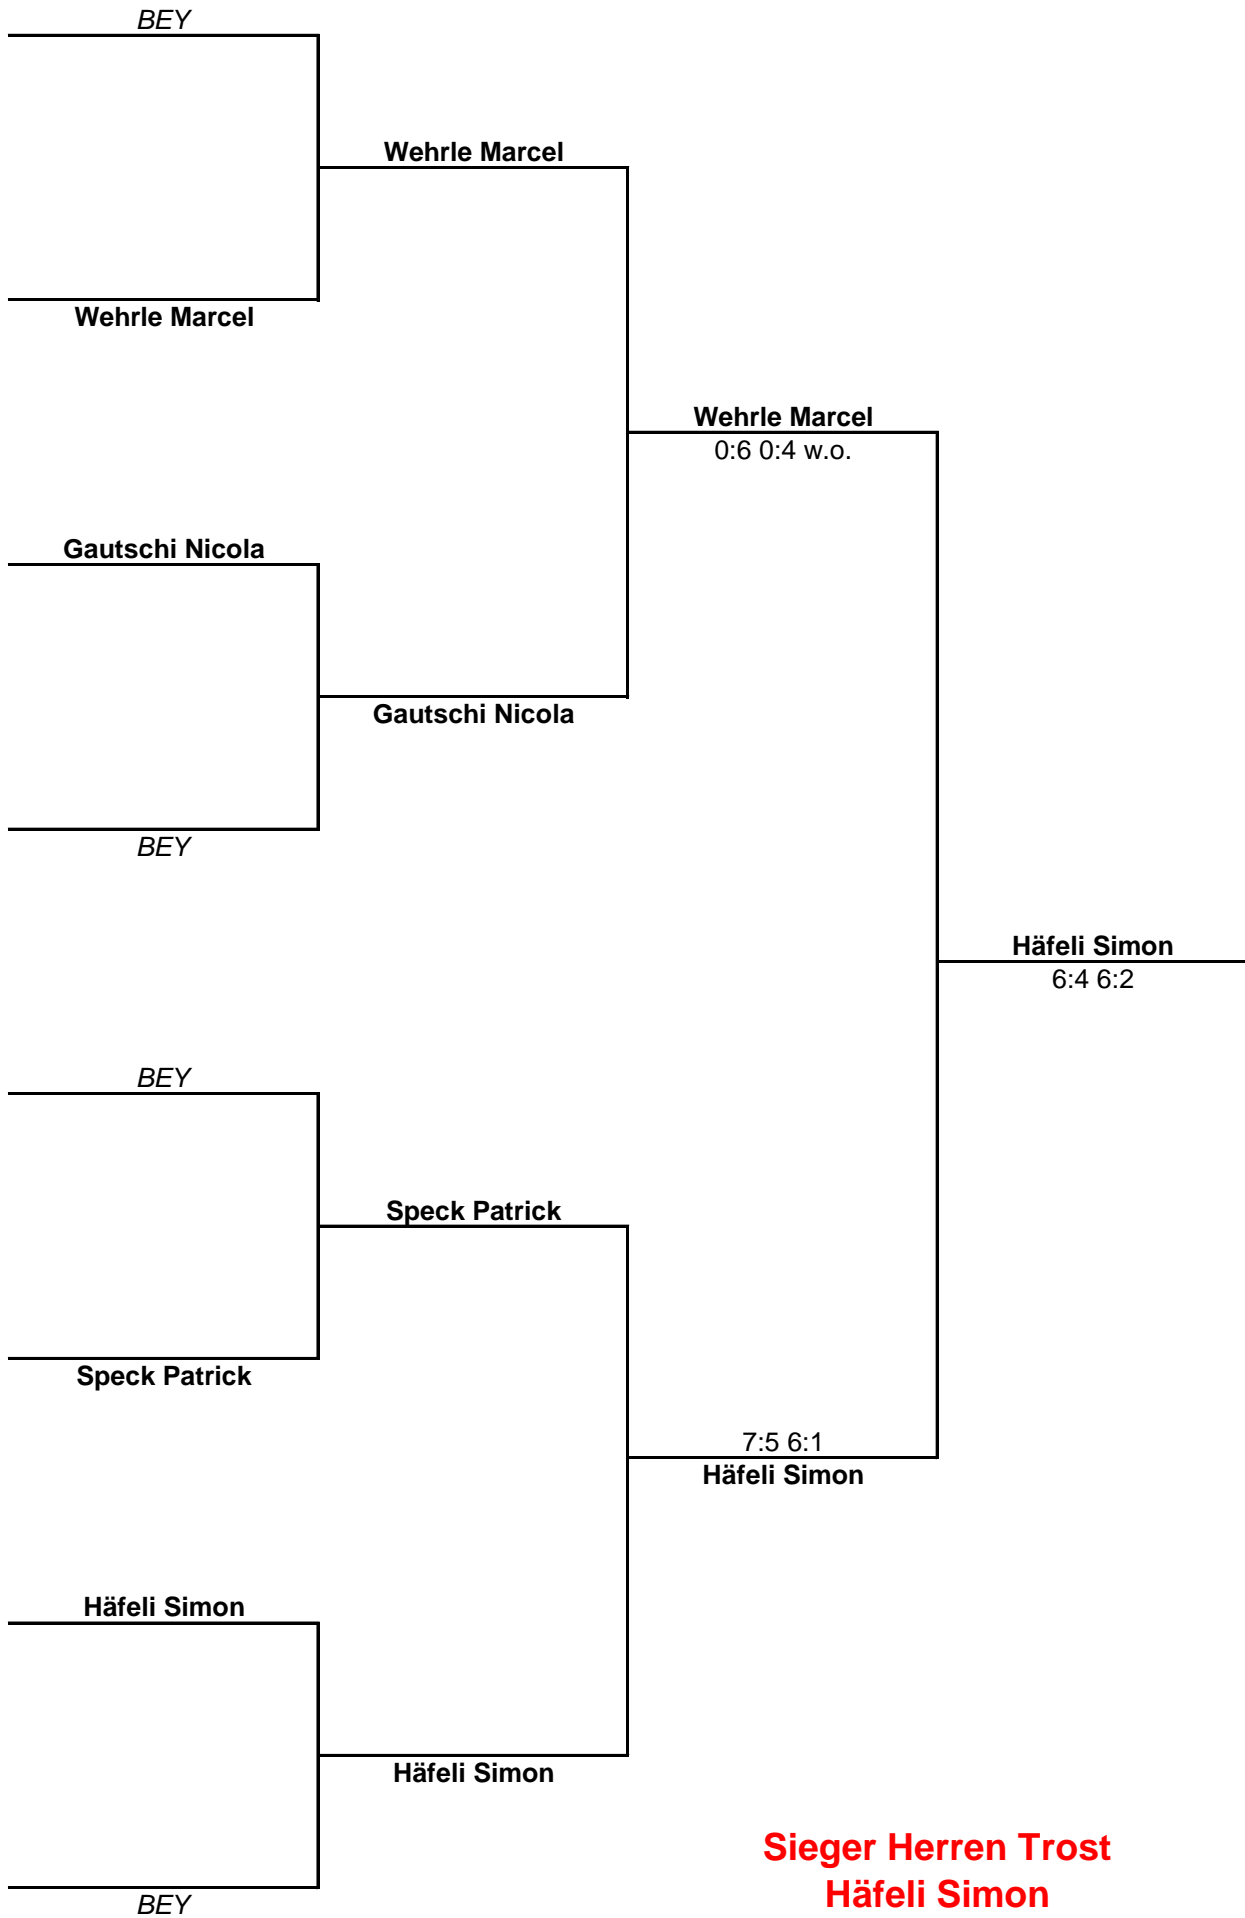 BEY
Wehrle Marcel
Wehrle Marcel
Wehrle Marcel
0:6 0:4 w.o.
Gautschi Nicola
Gautschi Nicola
BEY
Häfeli Simon
6:4 6:2
BEY
Speck Patrick
Speck Patrick
7:5 6:1
Häfeli Simon
Häfeli Simon
Häfeli Simon
Sieger Herren Trost
Häfeli Simon
BEY